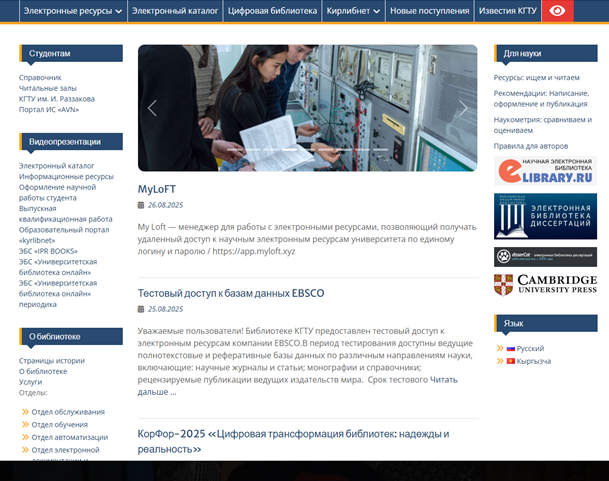 Электронные ресурсы
Электронный каталог
Цифровая библиотека
Кирлибнет
Новые поступления
Известия КГТУ
Студентам
Справочник
Читальные залы
КГТУ им. И. Раззакова
Портал ИС «AVN»
Видеопрезентации
Электронный каталог
Информационные ресурсы
Оформление научной
работы студента
Выпускная
квалификационная работа
Образовательный портал
«kyrlibnet»
ЭБС «IPR BOOKS»
ЭБС «Университетская
библиотека онлайн»
ЭБС «Университетская
библиотека онлайн»
периодика
О библиотеке
Страницы истории
О библиотеке
Услуги
Отделы:
Отдел обслуживания
Отдел обучения
Отдел автоматизации
Отдел электронной
MyLoFT
26.08.2025
My Loft — менеджер для работы с электронными ресурсами, позволяющий получать
удаленный доступ к научным электронным ресурсам университета по единому
логину и паролю / https://app.myloft.xyz
Тестовый доступ к базам данных EBSCO
25.08.2025
Уважаемые пользователи! Библиотеке КГТУ предоставлен тестовый доступ к
электронным ресурсам компании EBSCO.В период тестирования доступны ведущие
полнотекстовые и реферативные базы данных по различным направлениям науки,
включающие: научные журналы и статьи; монографии и справочники;
рецензируемые публикации ведущих издательств мира. Срок тестового Читать
дальше ...
КорФор-2025 «Цифровая трансформация библиотек: надежды и
реальность»
Для науки
Ресурсы: ищем и читаем
Рекомендации: Написание,
оформление и публикация
Наукометрия: сравниваем и
оцениваем
Правила для авторов
НАУЧНАЯ ЭЛЕКТРОННАЯ
БИБЛИОТЕКА
eLIBRARY.RU
ЭЛЕКТРОННАЯ
БИБЛИОТЕКА
ДИССЕРТАЦИЙ
disserCat электронная библиотека диссертаций
CAMBRIDGE
UNIVERSITY PRESS
Язык
Русский
Кыргызча